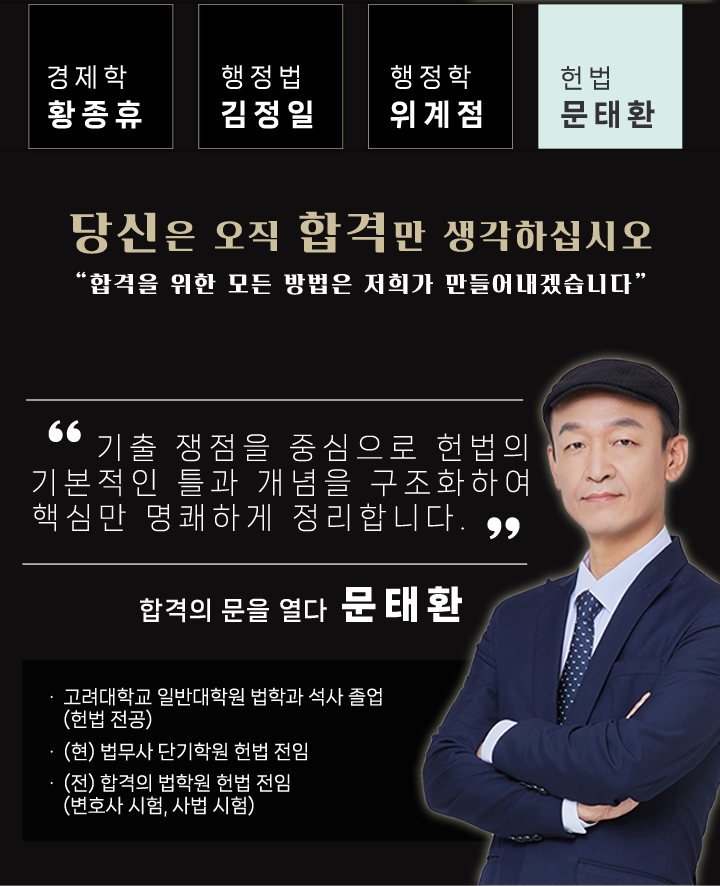 경제학
황종휴
행정법
김정일
행정학
위계점
헌법
문태환
당신은 오직 합격만 생각하십시오
“합격을 위한 모든 방법은 저희가 만들어내겠습니다”
“ 기출 쟁점을 중심으로 헌법의
기본적인 틀과 개념을 구조화하여
핵심만 명쾌하게 정리합니다. ”
합격의 문을 열다 문태환
· 고려대학교 일반대학원 법학과 석사 졸업
(헌법 전공)
· (현) 법무사 단기학원 헌법 전임
· (전) 합격의 법학원 헌법 전임
(변호사 시험, 사법 시험)